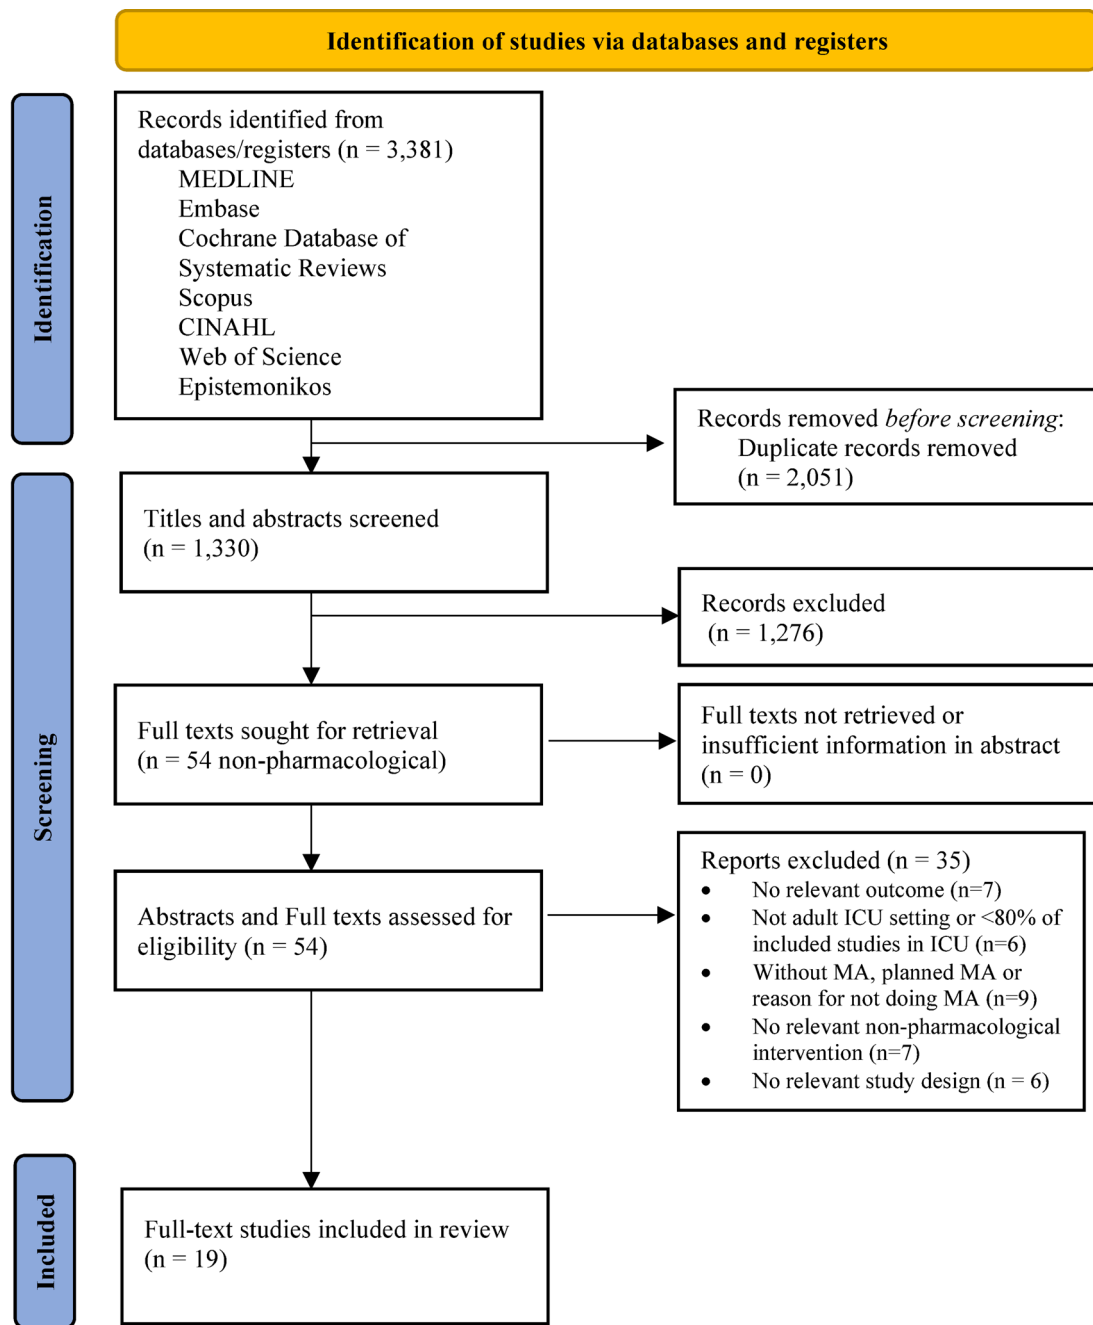 Identification of studies via databases and registers
Identification
Records identified from
databases/registers (n = 3,381)
MEDLINE
Embase
Cochrane Database of
Systematic Reviews
Scopus
CINAHL
Web of Science
Epistemonikos
Records removed before screening:
Duplicate records removed
(n = 2,051)
Screening
Titles and abstracts screened
(n = 1,330)
Records excluded
(n = 1,276)
Full texts sought for retrieval
(n = 54 non-pharmacological)
Full texts not retrieved or
insufficient information in abstract
(n = 0)
Abstracts and Full texts assessed for
eligibility (n = 54)
Reports excluded (n = 35)
• No relevant outcome (n=7)
• Not adult ICU setting or <80% of
included studies in ICU (n=6)
• Without MA, planned MA or
reason for not doing MA (n=9)
• No relevant non-pharmacological
intervention (n=7)
• No relevant study design (n = 6)
Included
Full-text studies included in review
(n = 19)